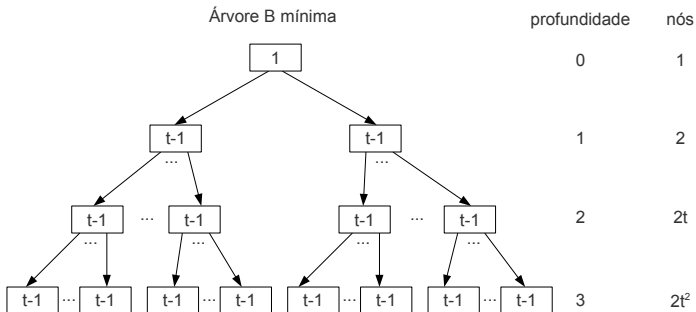 Árvore B mínima profundidade nós
1 0 1
t-1 t-1 1 2
... ...
t-1 ... t-1 t-1 ... t-1 2 2t
... ... ... ...
t-1 ... t-1 t-1 ... t-1 t-1 ... t-1 t-1 ... t-1 3 2t²